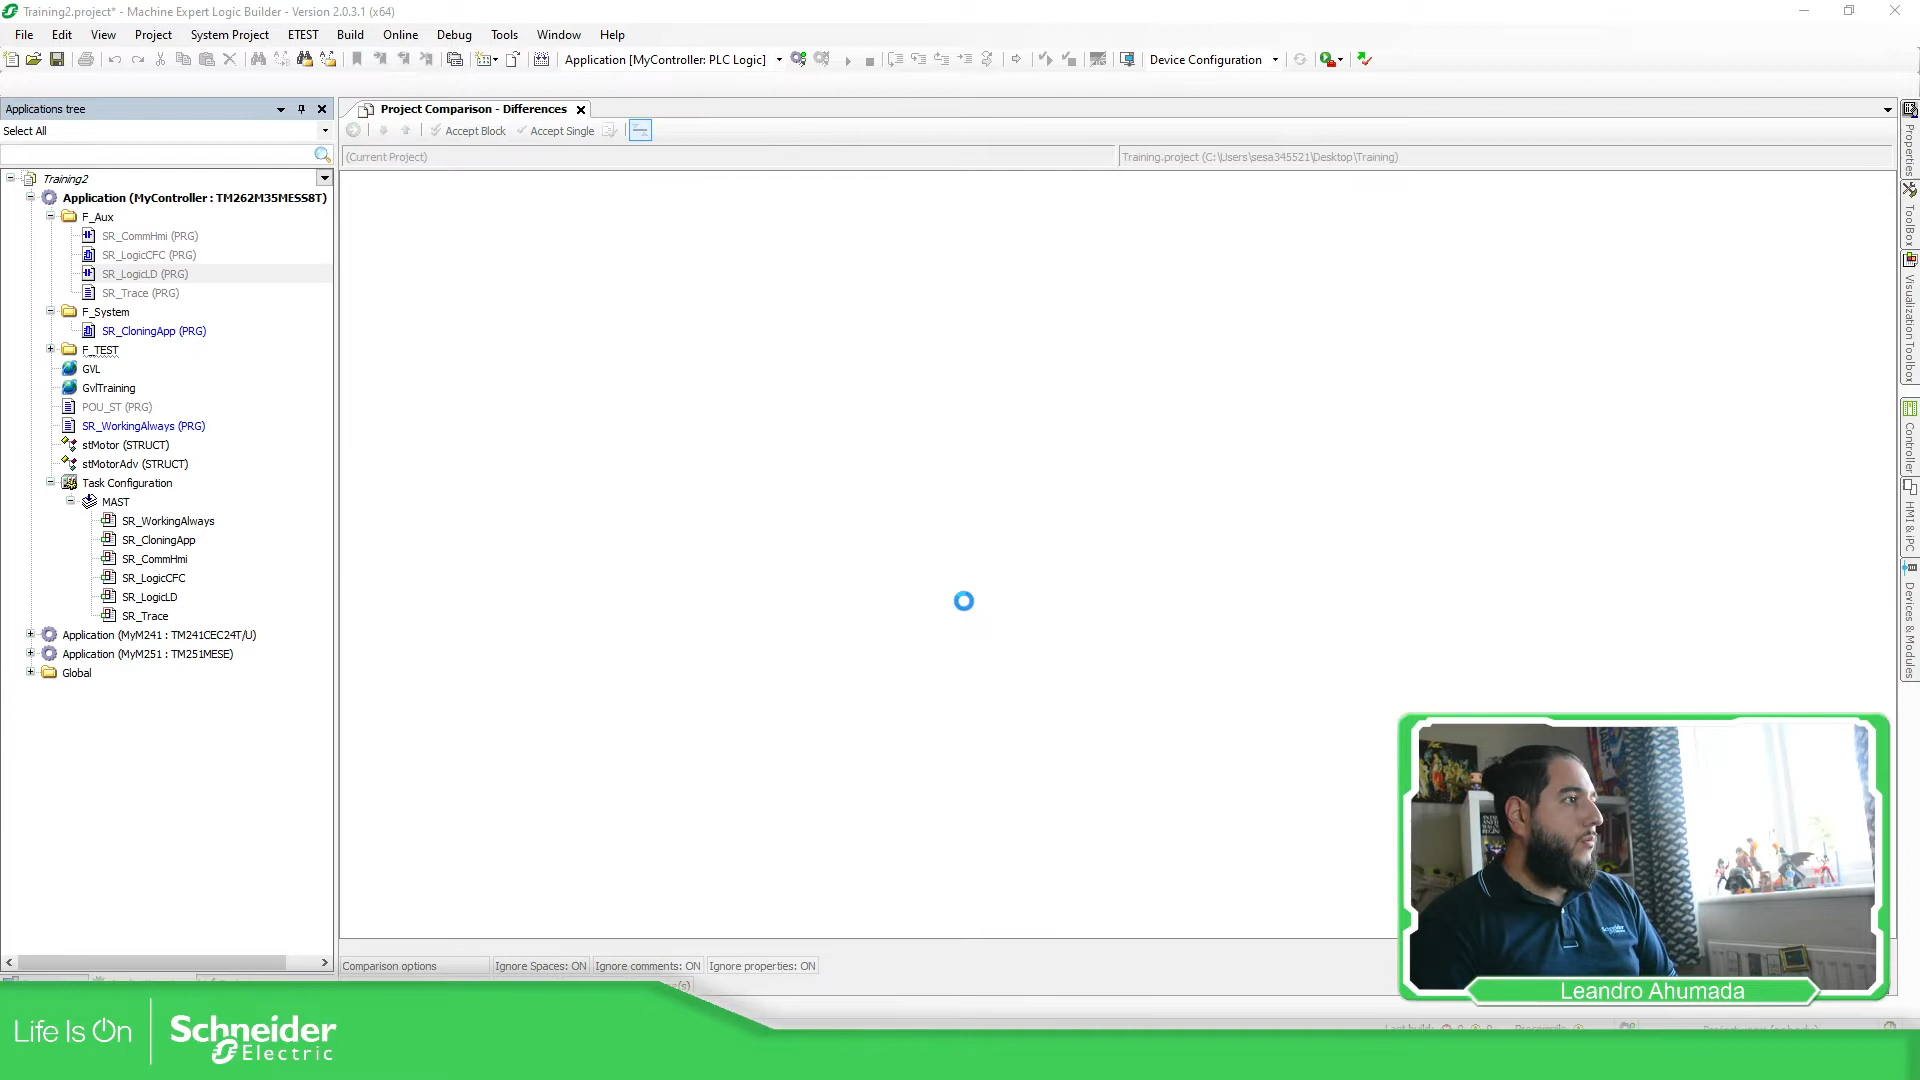 Training2.project* - Machine Expert Logic Builder - Version 2.0.3.1 (x64)
File Edit View Project System Project ETEST Build Online Debug Tools Window Help
Application [MyController: PLC Logic] Device Configuration
Applications tree
Project Comparison - Differences
Select All
Accept Block Accept Single
(Current Project)
Training.project (C:\Users\sesa345521\Desktop\Training)
Training2
Application (MyController : TM262M35MESS8T)
F_Aux
SR_CommHmi (PRG)
SR_LogicCFC (PRG)
SR_LogicLD (PRG)
SR_Trace (PRG)
F_System
SR_CloningApp (PRG)
F_TEST
GVL
GvlTraining
POU_ST (PRG)
SR_WorkingAlways (PRG)
stMotor (STRUCT)
stMotorAdv (STRUCT)
Task Configuration
MAST
SR_WorkingAlways
SR_CloningApp
SR_CommHmi
SR_LogicCFC
SR_LogicLD
SR_Trace
Application (MyM241 : TM241CEC24T/U)
Application (MyM251 : TM251MESE)
Global
Properties
ToolBox
Visualization Toolbox
Controller
HMI & iPC
Devices & Modules
Comparison options Ignore Spaces: ON Ignore comments: ON Ignore properties: ON
Leandro Ahumada
Life Is On
Schneider
Electric